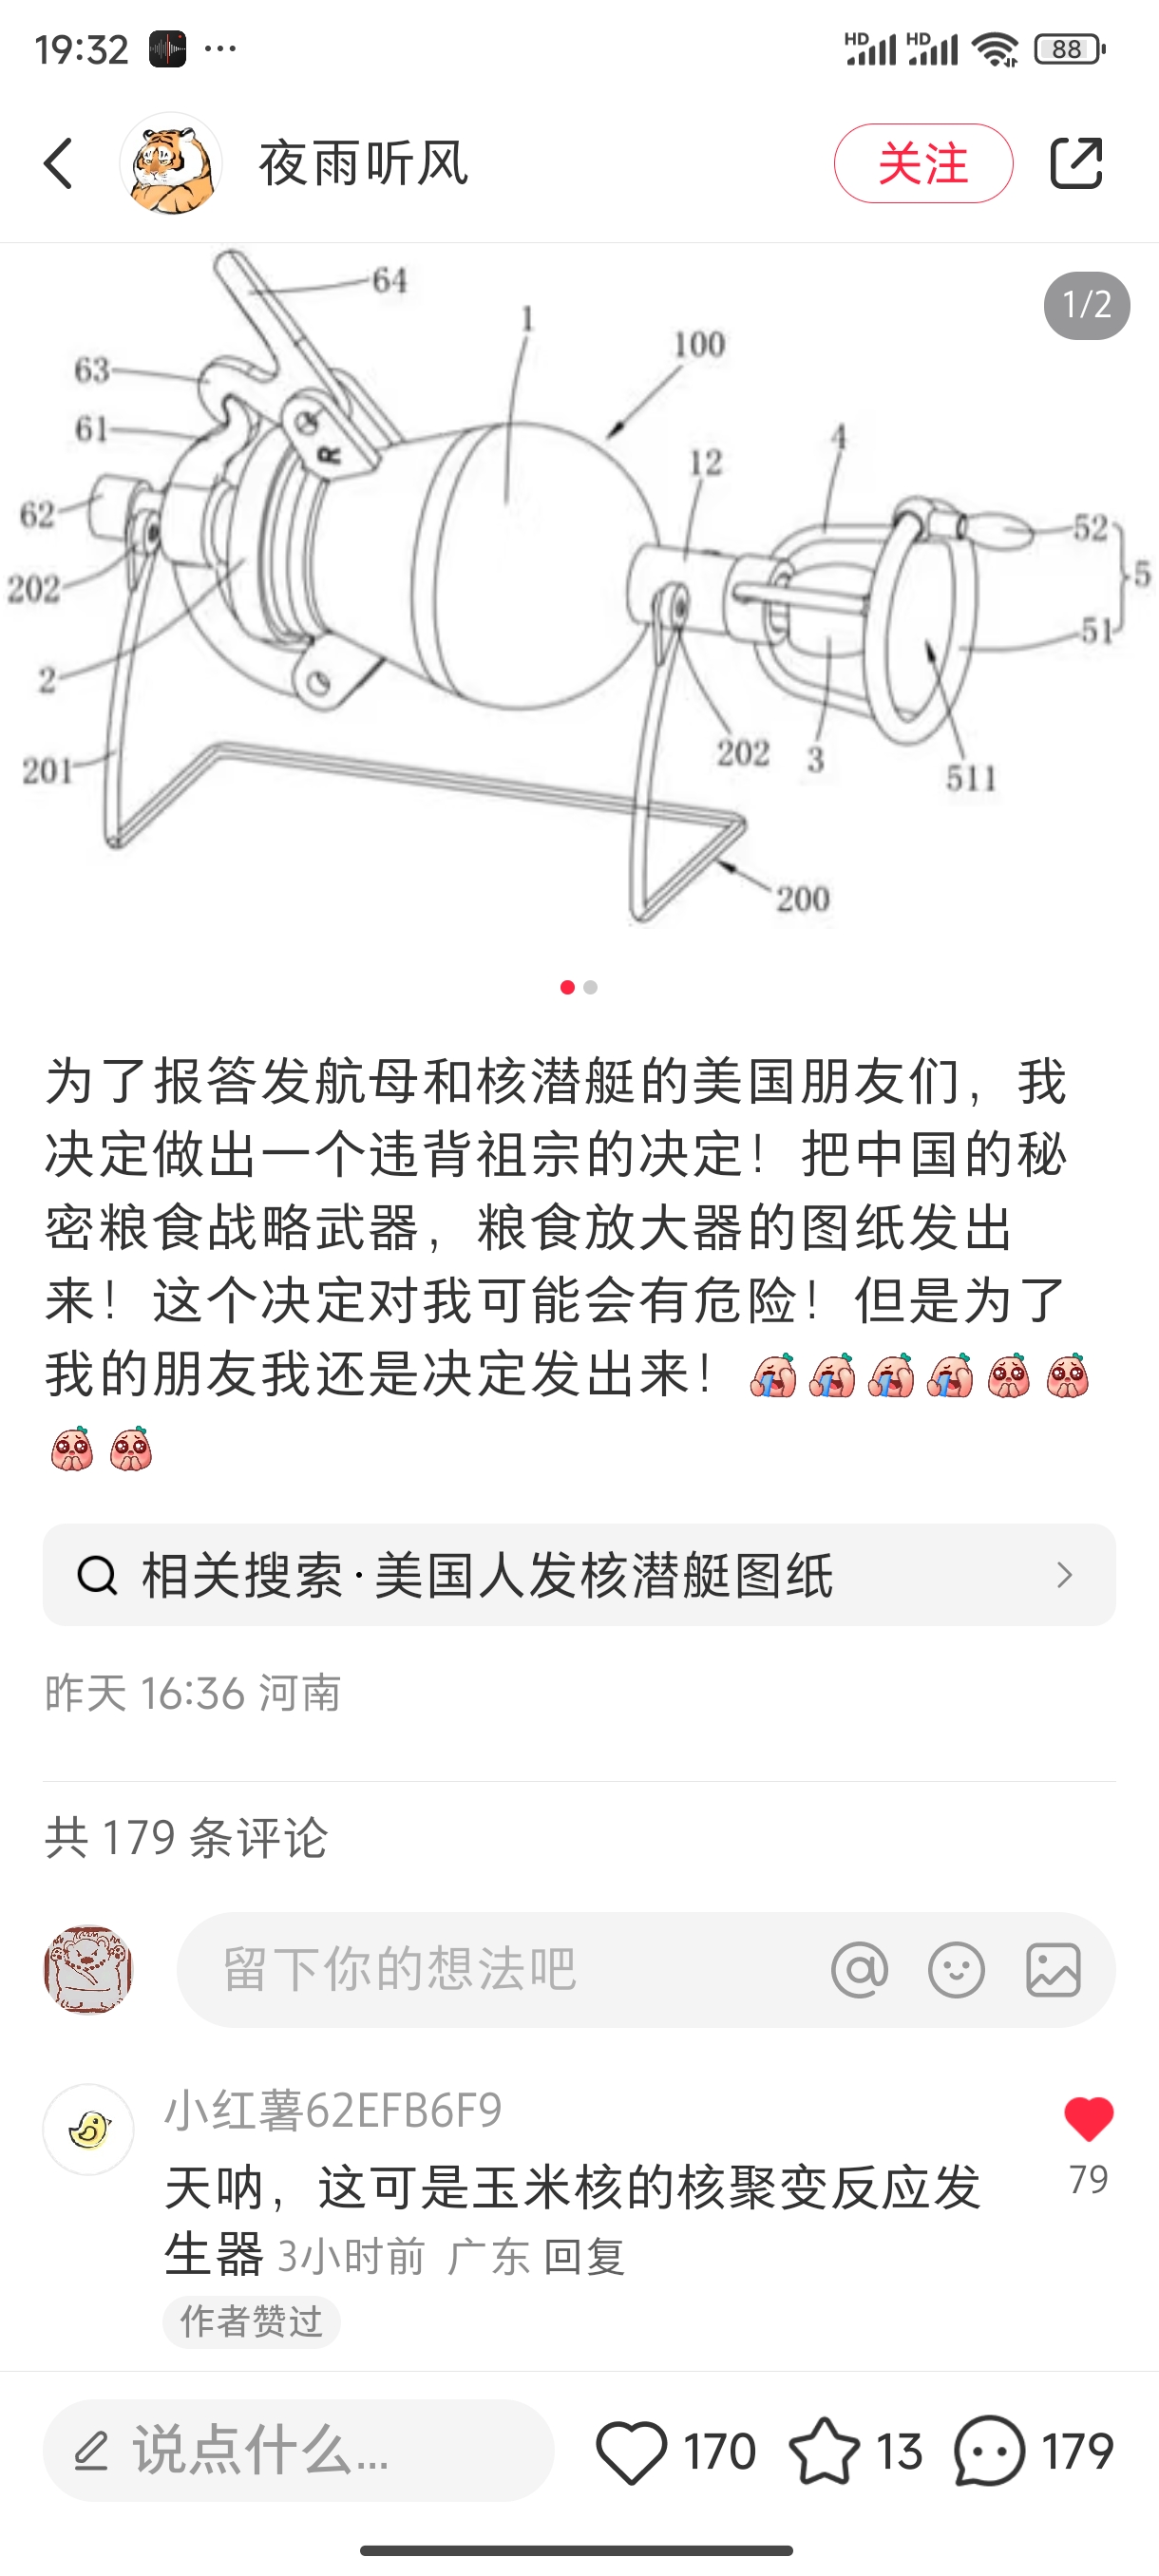 19:32
HD HD 88
夜雨听风
关注
1/2
64
1
100
63
61
4
12
62
52
202
5
51
2
202
3
201
511
200
R
为了报答发航母和核潜艇的美国朋友们，我
决定做出一个违背祖宗的决定！把中国的秘
密粮食战略武器，粮食放大器的图纸发出
来！这个决定对我可能会有危险！但是为了
我的朋友我还是决定发出来！
相关搜索·美国人发核潜艇图纸
昨天 16:36 河南
共 179 条评论
留下你的想法吧
小红薯62EFB6F9
天呐，这可是玉米核的核聚变反应发
生器 3小时前 广东 回复
79
作者赞过
说点什么...
170
13
179